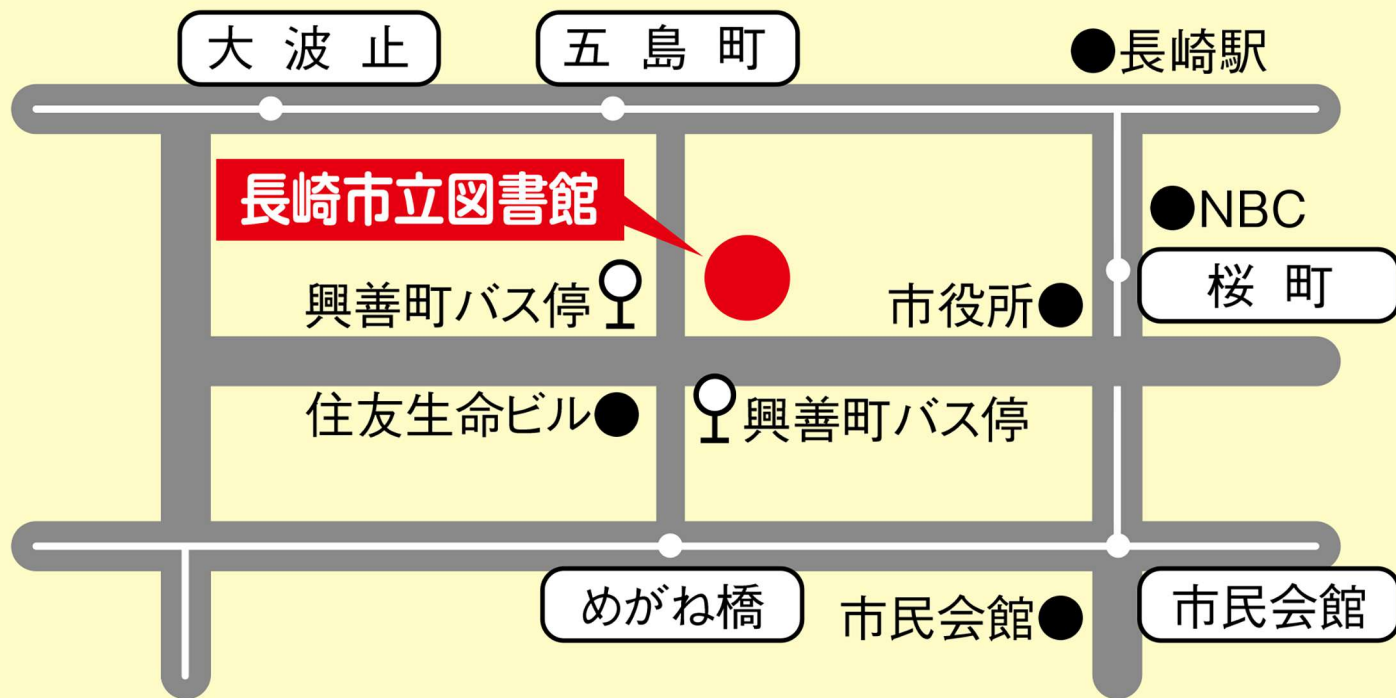 大波止
五島町
●長崎駅
長崎市立図書館
●NBC
桜町
興善町バス停
市役所●
住友生命ビル●
興善町バス停
めがね橋
市民会館●
市民会館